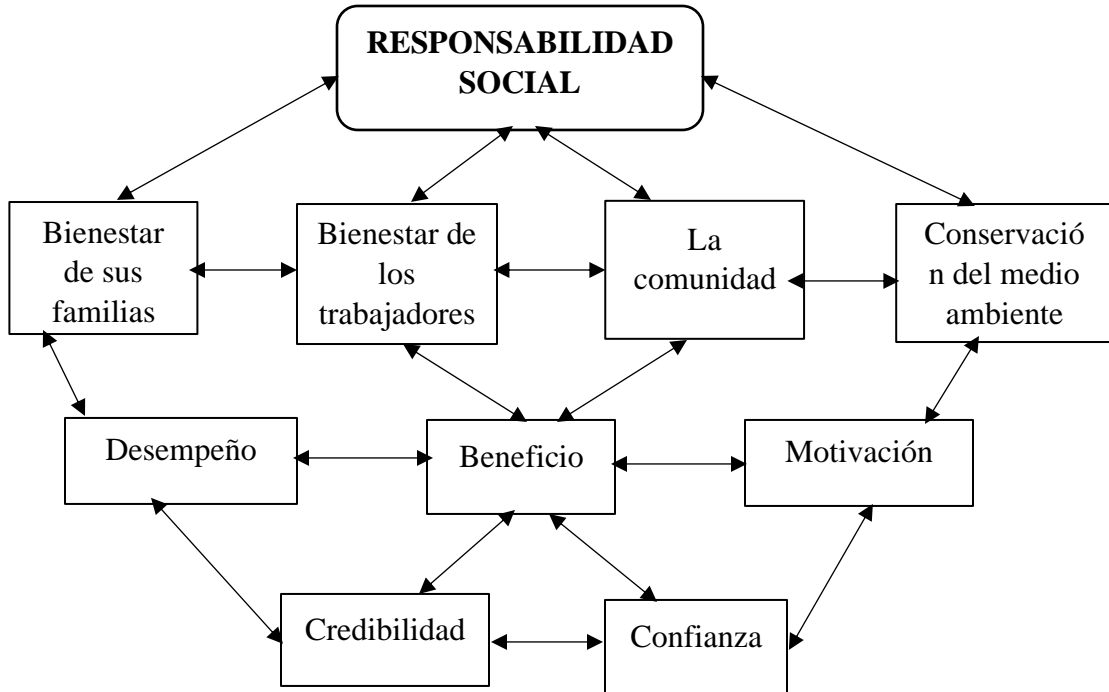 RESPONSABILIDAD
SOCIAL
Bienestar
de sus
familias
Bienestar de
los
trabajadores
La
comunidad
Conservació
n del medio
ambiente
Desempeño
Beneficio
Motivación
Credibilidad
Confianza